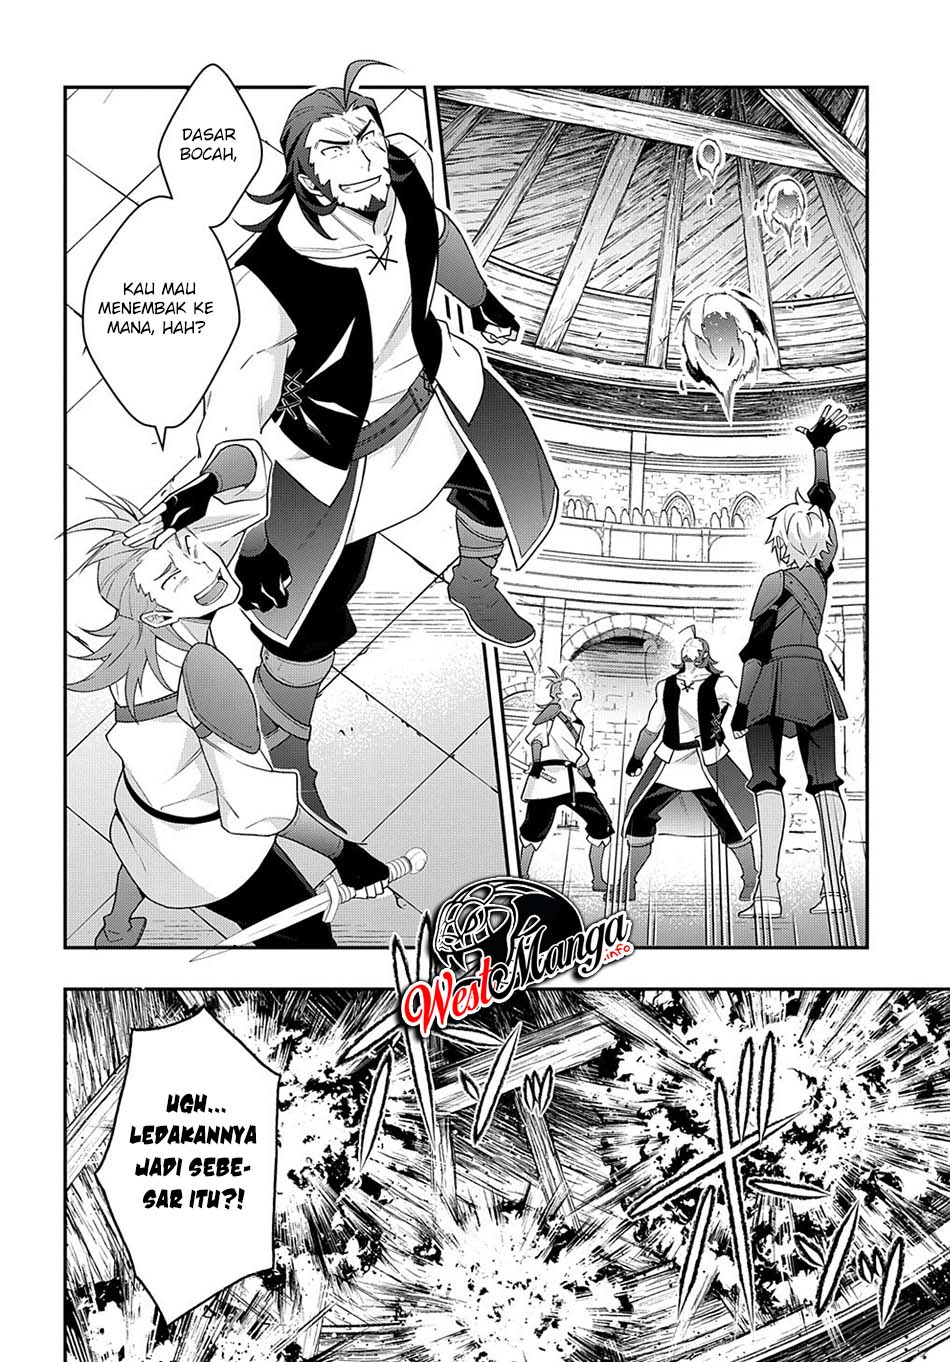 DASAR
BOCAH,
KAU MAU
MENEMBAK KE
MANA, HAH?
WestManga
.info
UGH...
LEDAKANNYA
JADI SEBE-
SAR ITU?!